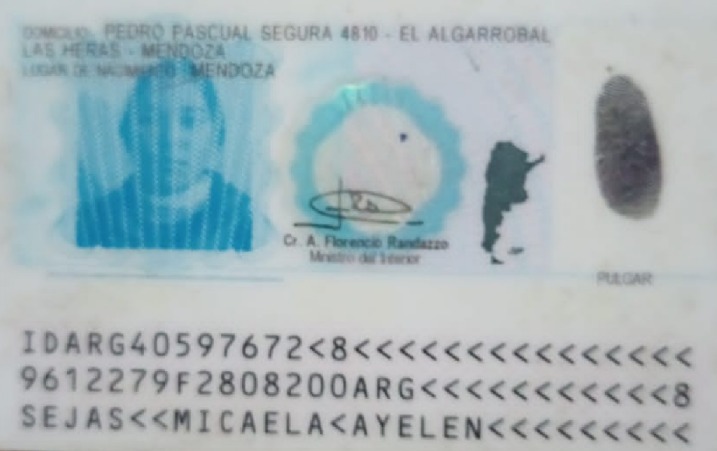 DOMICILIO: PEDRO PASCUAL SEGURA 4810 - EL ALGARROBAL
LAS HERAS - MENDOZA
LUGAR DE NACIMIENTO: MENDOZA
Cr. A. Florencio Randazzo
Ministro del Interior
PULGAR
IDARG40597672<8<<<<<<<<<<<<<<<
9612279F2808200ARG<<<<<<<<<<<8
SEJAS<<MICAELA<AYELEN<<<<<<<<<